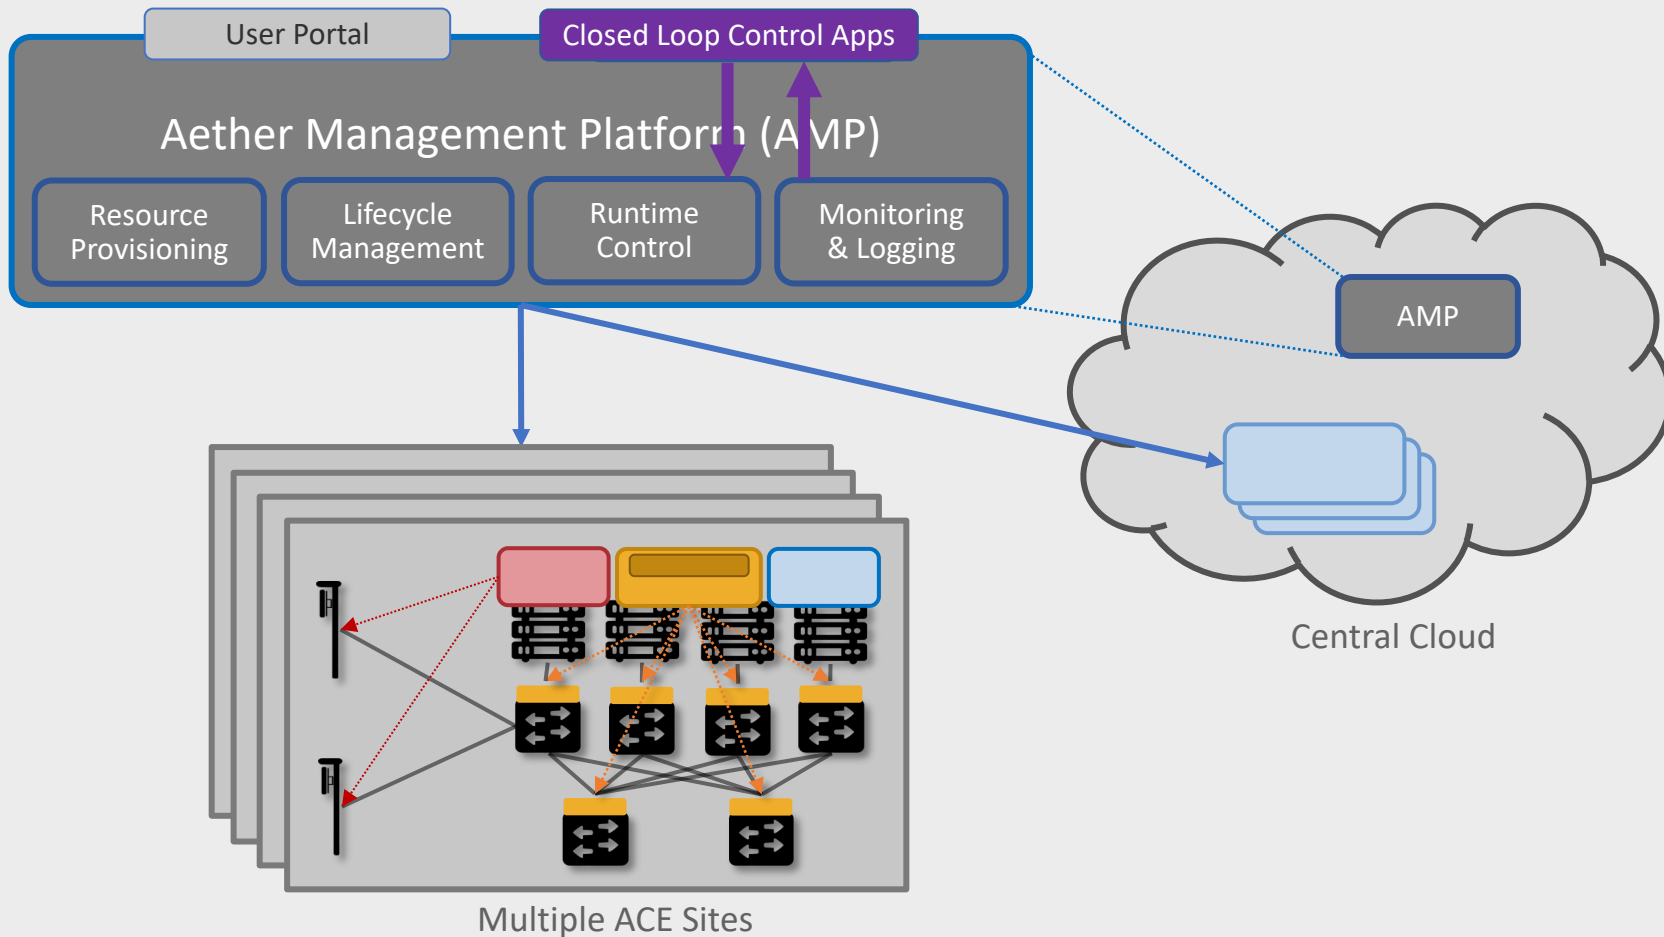 User Portal
Closed Loop Control Apps
Aether Management Platform (AMP)
Resource
Provisioning
Lifecycle
Management
Runtime
Control
Monitoring
& Logging
AMP
Central Cloud
Multiple ACE Sites